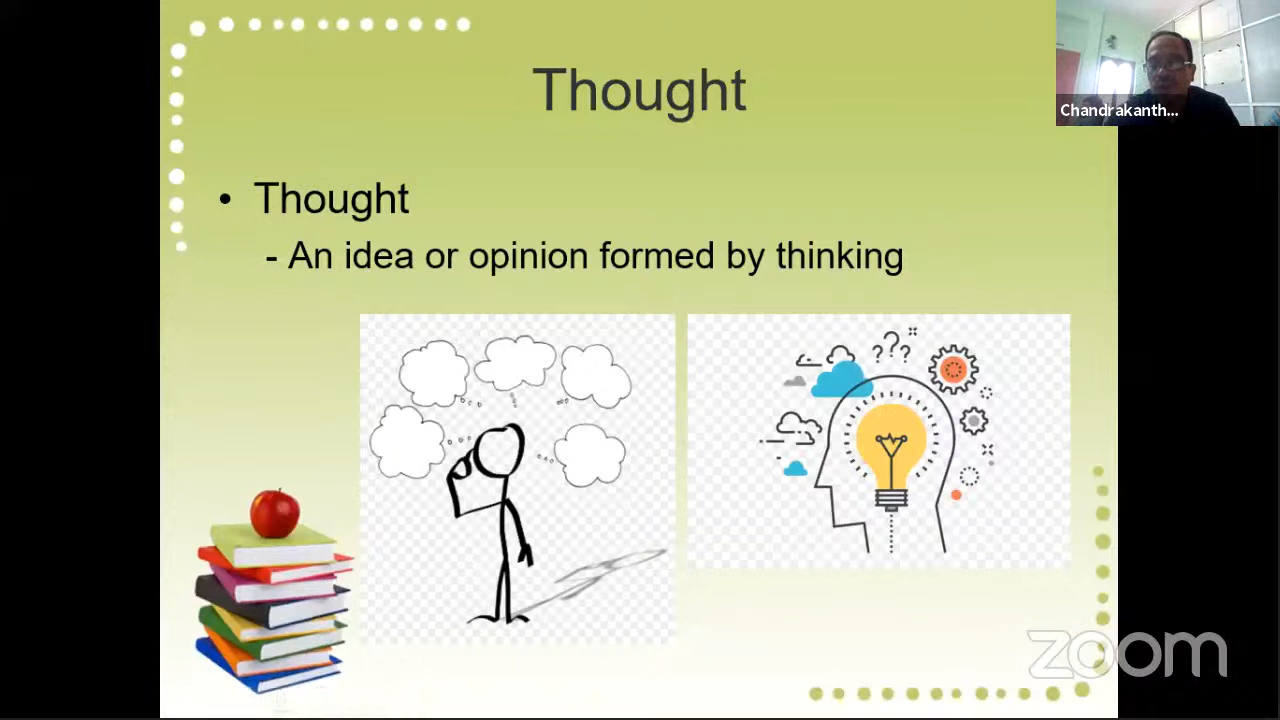 Thought
Chandrakanth...
• Thought
- An idea or opinion formed by thinking
???
zoom